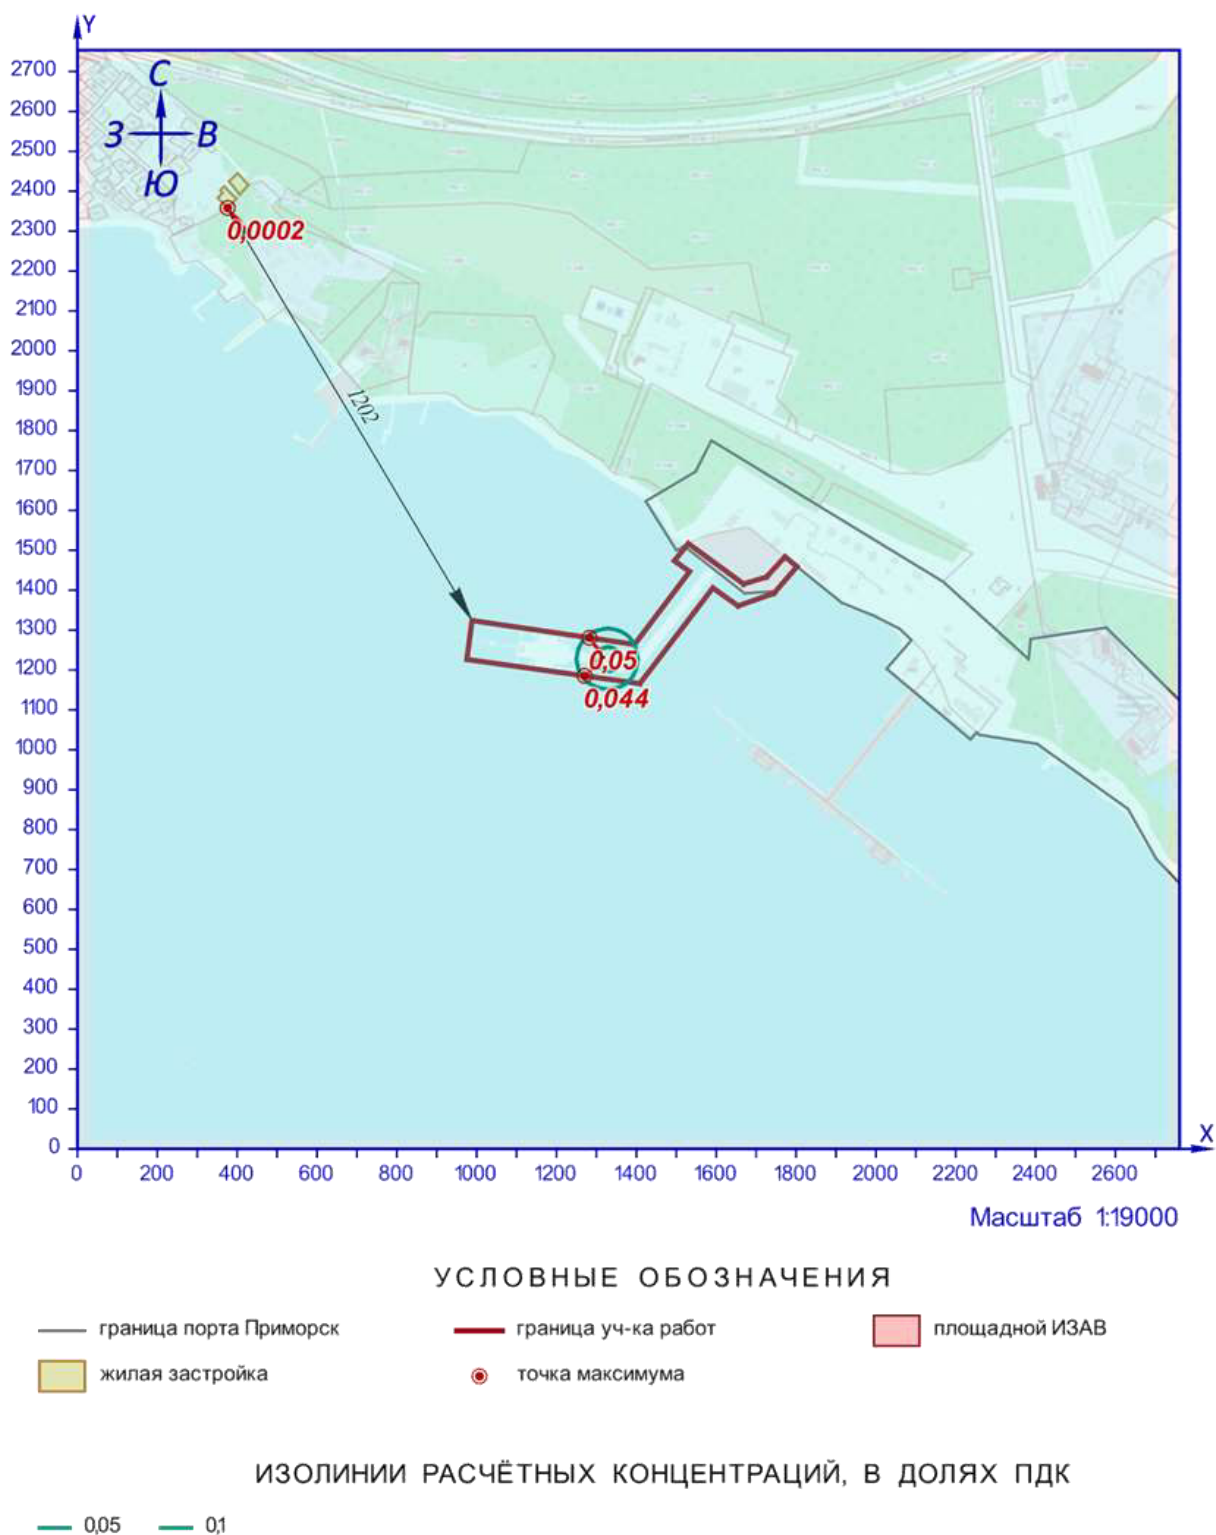 Y
2700
С
2600
З
В
2500
2400
Ю
2300
0,0002
2200
2100
2000
1900
1202
1800
1700
1600
1500
1400
1300
0,05
1200
0,044
1100
1000
900
800
700
600
500
400
300
200
100
0
X
0 200 400 600 800 1000 1200 1400 1600 1800 2000 2200 2400 2600
Масштаб 1:19000
УСЛОВНЫЕ ОБОЗНАЧЕНИЯ
граница порта Приморск
граница уч-ка работ
площадной ИЗАВ
жилая застройка
точка максимума
ИЗОЛИНИИ РАСЧЁТНЫХ КОНЦЕНТРАЦИЙ, В ДОЛЯХ ПДК
0,05 0,1